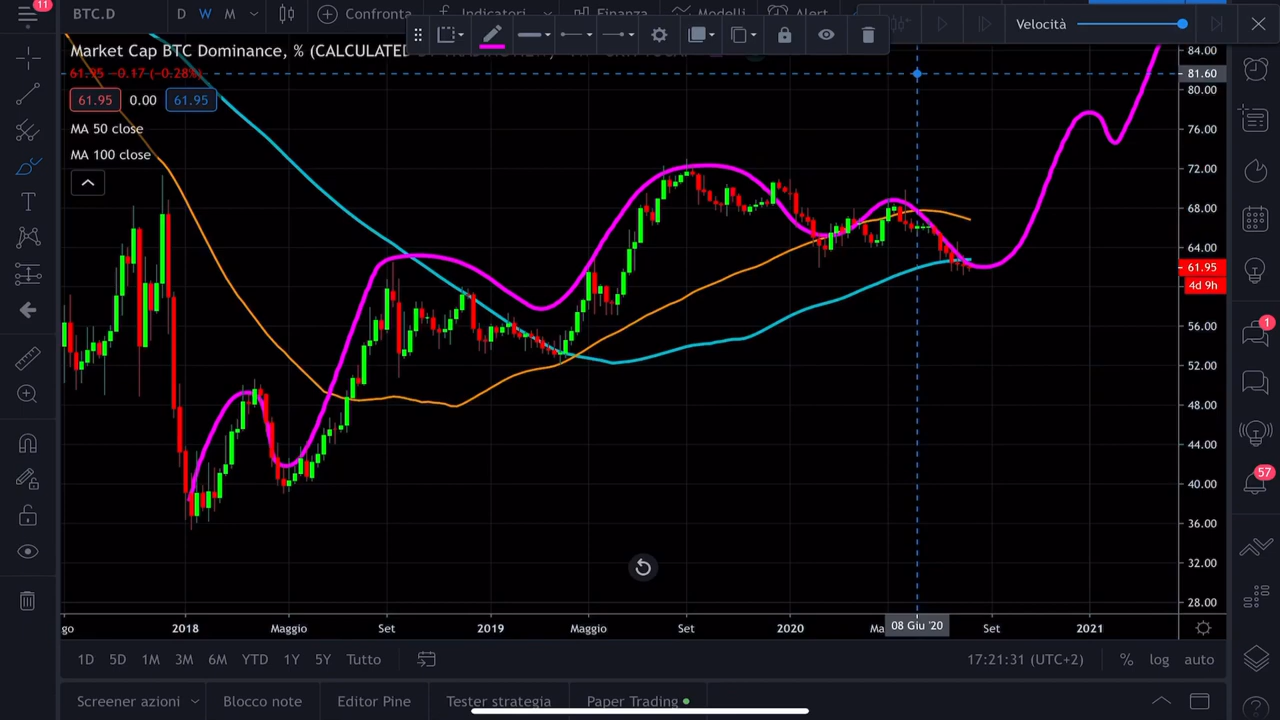 11
BTC.D
D W M
Confronta
Indicatori
Finanza
Modelli
Alert
Velocità
Market Cap BTC Dominance, % (CALCULATED
61.95 −0.17 (−0.28%)
61.95 0.00 61.95
MA 50 close
MA 100 close
84.00
81.60
80.00
76.00
72.00
68.00
64.00
61.95
4d 9h
56.00
52.00
48.00
44.00
40.00
36.00
32.00
28.00
1
57
go 2018 Maggio Set 2019 Maggio Set 2020 Ma 08 Giu '20 Set 2021
1D 5D 1M 3M 6M YTD 1Y 5Y Tutto 17:21:31 (UTC+2) % log auto
Screener azioni Blocco note Editor Pine Tester strategia Paper Trading